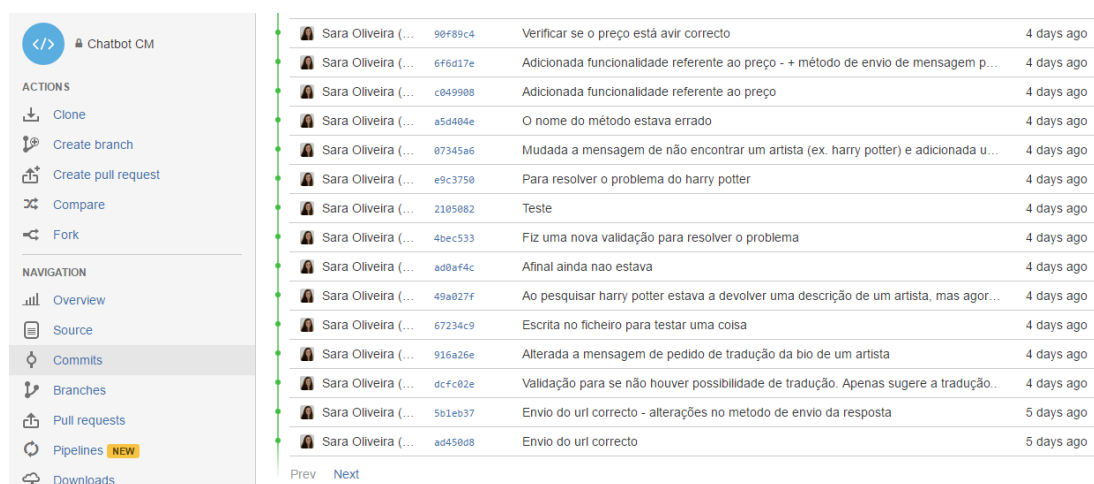 Chatbot CM
ACTIONS
Clone
Create branch
Create pull request
Compare
Fork
NAVIGATION
Overview
Source
Commits
Branches
Pull requests
Pipelines NEW
Downloads
Sara Oliveira (... 90f89c4 Verificar se o preço está avir correcto 4 days ago
Sara Oliveira (... 6f6d17e Adicionada funcionalidade referente ao preço - + método de envio de mensagem p... 4 days ago
Sara Oliveira (... c049908 Adicionada funcionalidade referente ao preço 4 days ago
Sara Oliveira (... a5d404e O nome do método estava errado 4 days ago
Sara Oliveira (... 07345a6 Mudada a mensagem de não encontrar um artista (ex. harry potter) e adicionada u... 4 days ago
Sara Oliveira (... e9c3750 Para resolver o problema do harry potter 4 days ago
Sara Oliveira (... 2105082 Teste 4 days ago
Sara Oliveira (... 4bec533 Fiz uma nova validação para resolver o problema 4 days ago
Sara Oliveira (... ad0af4c Afinal ainda nao estava 4 days ago
Sara Oliveira (... 49a027f Ao pesquisar harry potter estava a devolver uma descrição de um artista, mas agor... 4 days ago
Sara Oliveira (... 67234c9 Escrita no ficheiro para testar uma coisa 4 days ago
Sara Oliveira (... 916a26e Alterada a mensagem de pedido de tradução da bio de um artista 4 days ago
Sara Oliveira (... dcfc02e Validação para se não houver possibilidade de tradução. Apenas sugere a tradução.. 4 days ago
Sara Oliveira (... 5b1eb37 Envio do url correcto - alterações no metodo de envio da resposta 5 days ago
Sara Oliveira (... ad450d8 Envio do url correcto 5 days ago
Prev Next